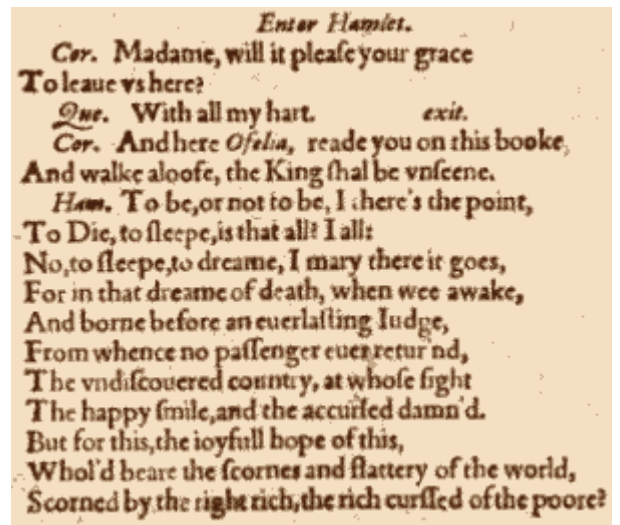 Enter Hamlet.
Cor. Madame, will it pleaſe your grace
To leaue vs here?
Que. With all my hart. exit.
Cor. And here Ofelia, reade you on this booke,
And walke aloofe, the King ſhal be vnſeene.
Ham. To be, or not to be, I there's the point,
To Die, to ſleepe, is that all? I all:
No, to ſleepe, to dreame, I mary there it goes,
For in that dreame of death, when wee awake,
And borne before an euerlaſting Iudge,
From whence no paſſenger euer retur'nd,
The vndiſcouered country, at whoſe ſight
The happy ſmile, and the accurſed damn'd.
But for this, the ioyfull hope of this,
Whol'd beare the ſcornes and flattery of the world,
Scorned by the right rich, the rich curſſed of the poore?